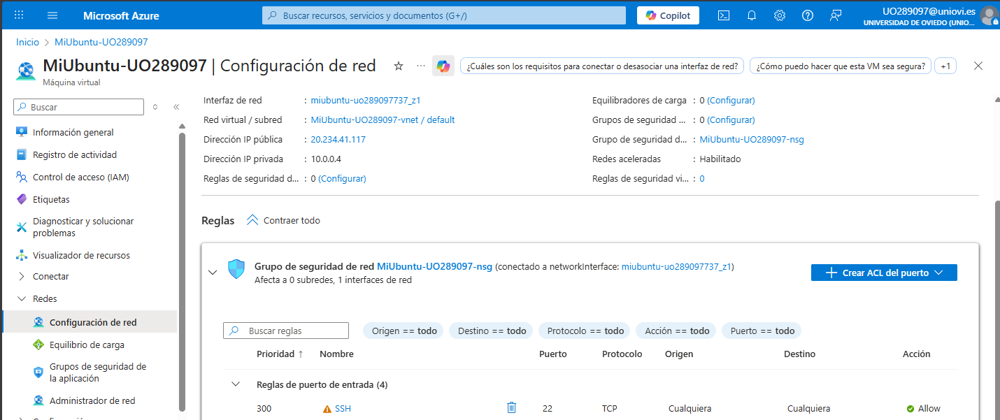 Microsoft Azure
Buscar recursos, servicios y documentos (G+/)
Copilot
UO289097@uniovi.es
UNIVERSIDAD DE OVIEDO (UNIO...
Inicio > MiUbuntu-UO289097
MiUbuntu-UO289097 | Configuración de red
¿Cuáles son los requisitos para conectar o desasociar una interfaz de red?
¿Cómo puedo hacer que esta VM sea segura?
+1
Máquina virtual
Buscar
Información general
Registro de actividad
Control de acceso (IAM)
Etiquetas
Diagnosticar y solucionar
problemas
Visualizador de recursos
Conectar
Redes
Configuración de red
Equilibrio de carga
Grupos de seguridad de
la aplicación
Administrador de red
Interfaz de red : miubuntu-uo289097737_z1
Red virtual / subred : MiUbuntu-UO289097-vnet / default
Dirección IP pública : 20.234.41.117
Dirección IP privada : 10.0.0.4
Reglas de seguridad d... : 0 (Configurar)
Equilibradores de carga : 0 (Configurar)
Grupos de seguridad ... : 0 (Configurar)
Grupo de seguridad d... : MiUbuntu-UO289097-nsg
Redes aceleradas : Habilitado
Reglas de seguridad vi... : 0
Reglas Contraer todo
Grupo de seguridad de red MiUbuntu-UO289097-nsg (conectado a networkInterface: miubuntu-uo289097737_z1)
Afecta a 0 subredes, 1 interfaces de red
Crear ACL del puerto
Buscar reglas
Origen == todo
Destino == todo
Protocolo == todo
Acción == todo
Puerto == todo
Prioridad ↑ Nombre Puerto Protocolo Origen Destino Acción
Reglas de puerto de entrada (4)
300 SSH 22 TCP Cualquiera Cualquiera Allow